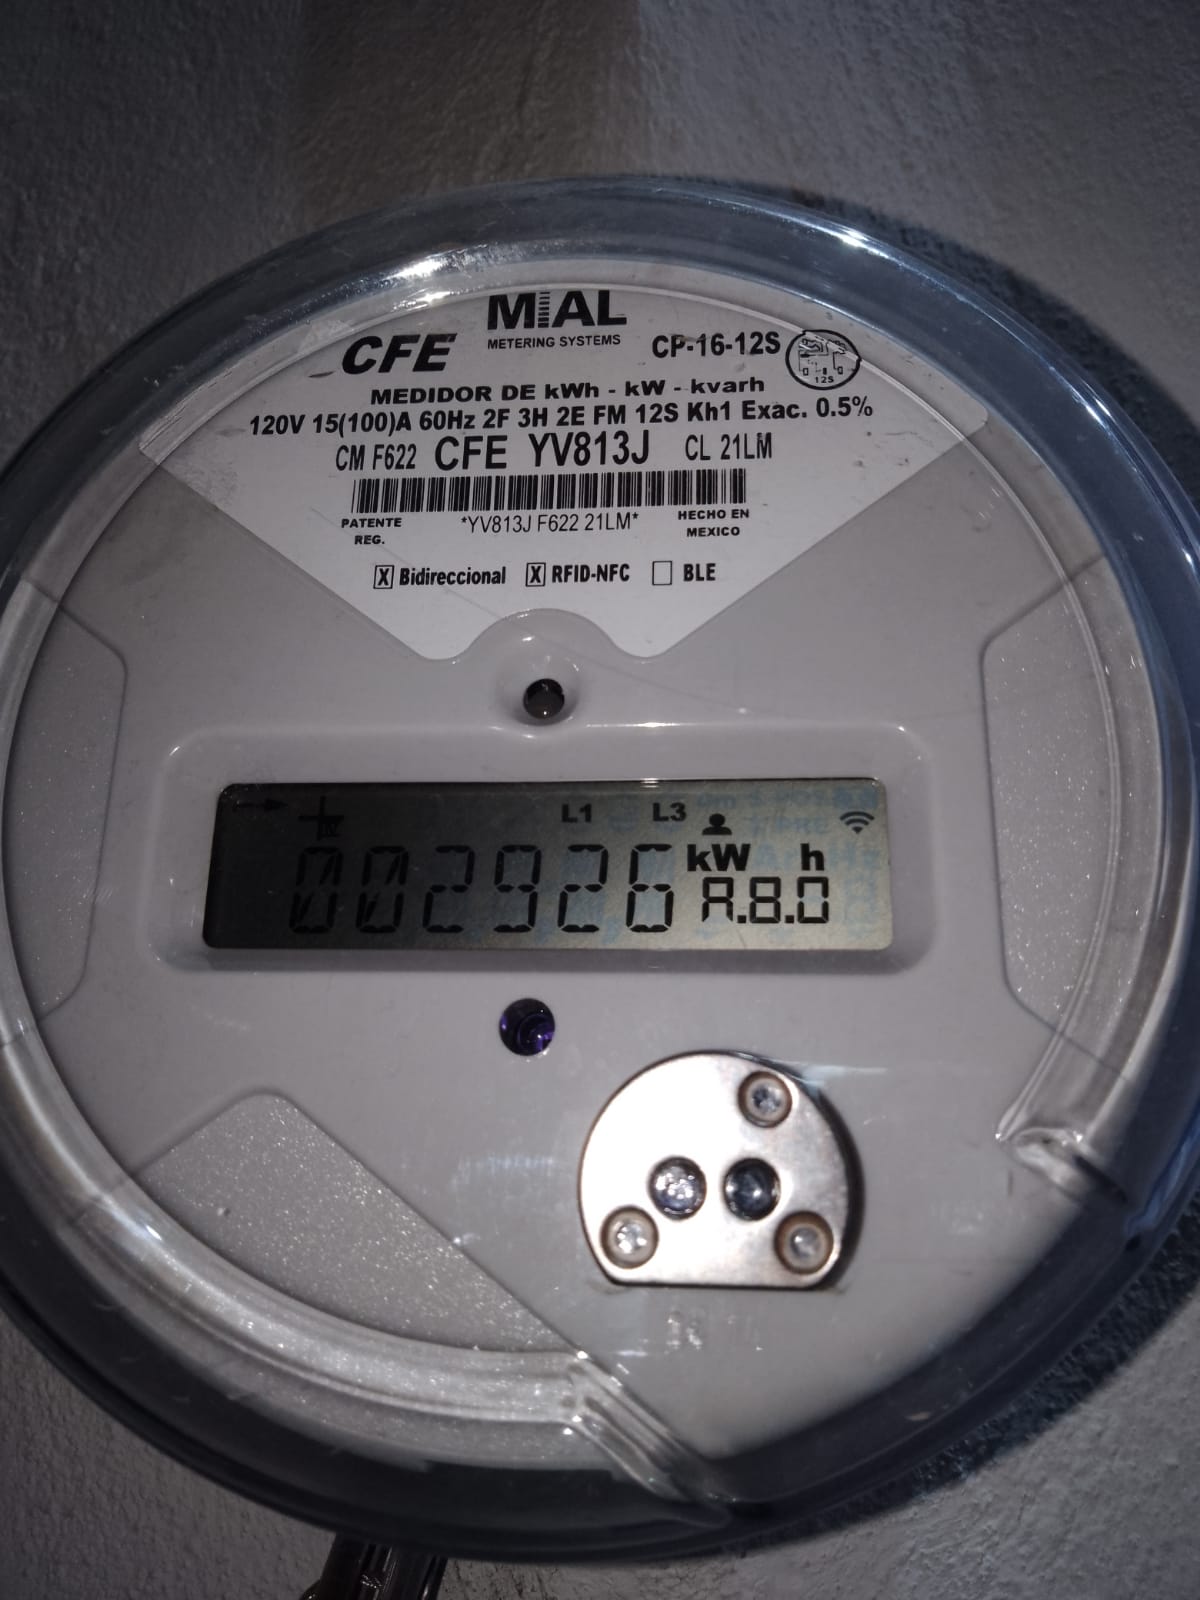 MIAL
METERING SYSTEMS
CFE
CP-16-12S
12S
MEDIDOR DE kWh - kW - kvarh
120V 15(100)A 60Hz 2F 3H 2E FM 12S Kh1 Exac. 0.5%
CM F622 CFE YV813J CL 21LM
PATENTE REG.
*YV813J F622 21LM*
HECHO EN MEXICO
X Bidireccional X RFID-NFC BLE
L1 L3
002926 kW h
A.8.0